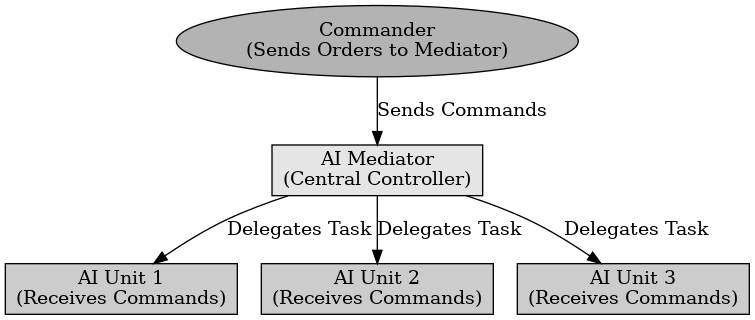 Commander
(Sends Orders to Mediator)
Sends Commands
AI Mediator
(Central Controller)
Delegates Task
Delegates Task
Delegates Task
AI Unit 1
(Receives Commands)
AI Unit 2
(Receives Commands)
AI Unit 3
(Receives Commands)